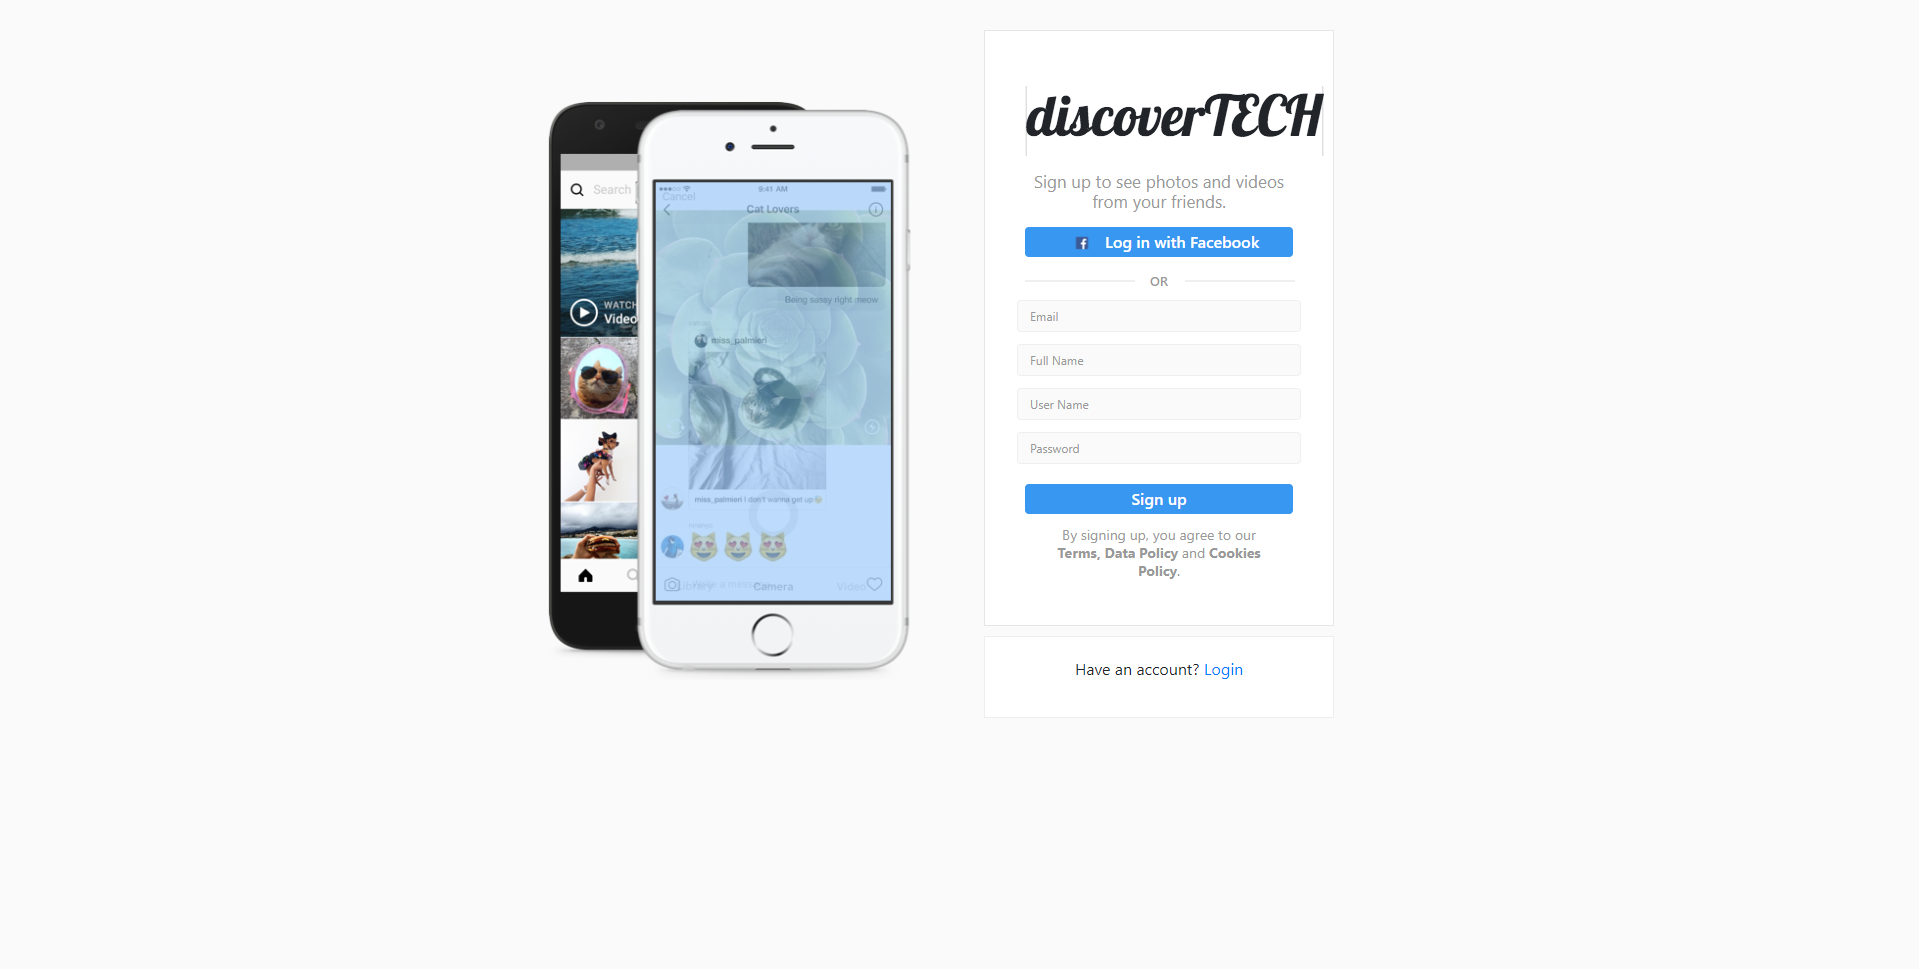 Search
WATCH
Video
9:41 AM
Cancel
Cat Lovers
Being sassy right meow
miss_palmieri
miss_palmieri I don't wanna get up
Library
Write a message
Camera
Video
discoverTECH
Sign up to see photos and videos
from your friends.
Log in with Facebook
OR
Email
Full Name
User Name
Password
Sign up
By signing up, you agree to our
Terms, Data Policy and Cookies
Policy.
Have an account? Login